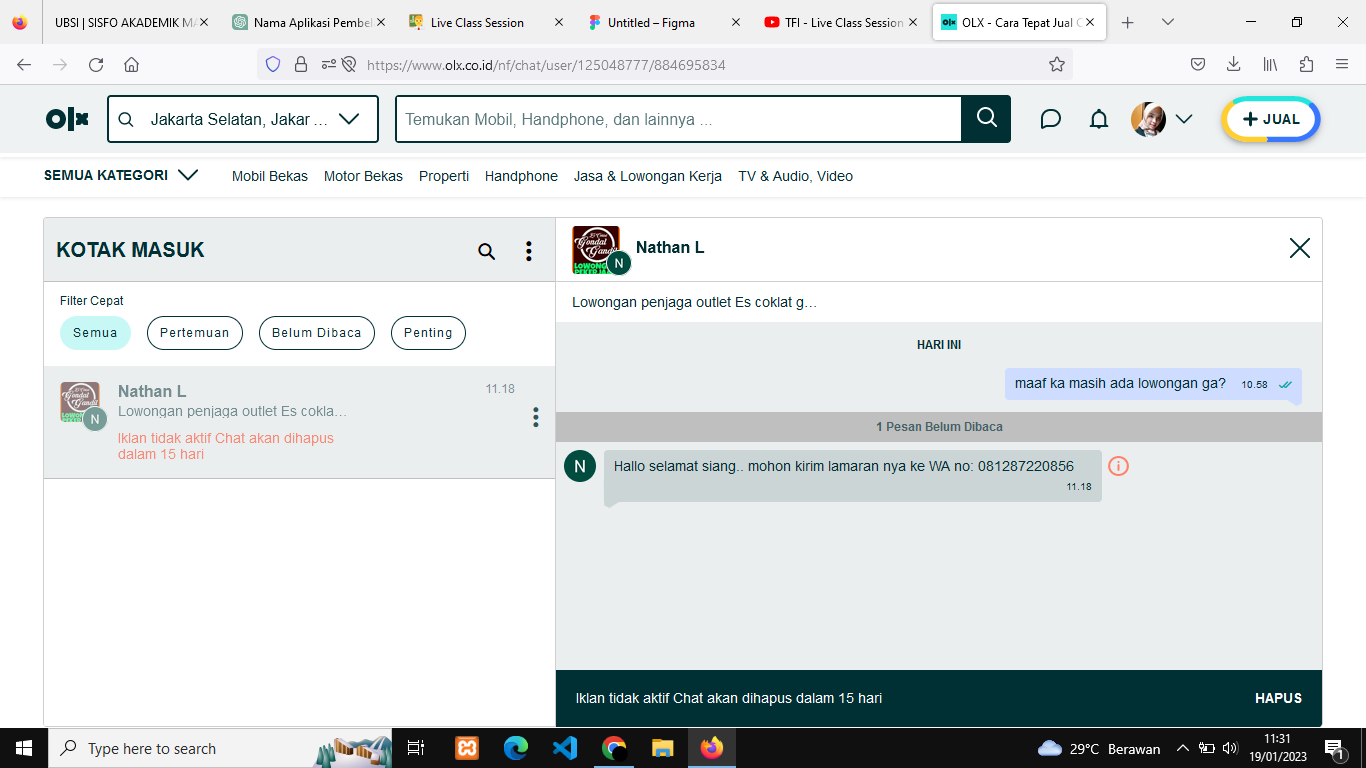 UBSI | SISFO AKADEMIK MA
Nama Aplikasi Pembel
Live Class Session
Untitled – Figma
TFI - Live Class Session
OLX - Cara Tepat Jual C
https://www.olx.co.id/nf/chat/user/125048777/884695834
olx
Jakarta Selatan, Jakar ...
Temukan Mobil, Handphone, dan lainnya ...
JUAL
SEMUA KATEGORI
Mobil Bekas
Motor Bekas
Properti
Handphone
Jasa & Lowongan Kerja
TV & Audio, Video
KOTAK MASUK
Filter Cepat
Semua
Pertemuan
Belum Dibaca
Penting
Gondal
Gandil
N
Nathan L
11.18
Lowongan penjaga outlet Es cokla…
Iklan tidak aktif Chat akan dihapus
dalam 15 hari
Gondal
Gandil
N
Nathan L
Lowongan penjaga outlet Es coklat g…
HARI INI
maaf ka masih ada lowongan ga? 10.58
1 Pesan Belum Dibaca
N
Hallo selamat siang.. mohon kirim lamaran nya ke WA no: 081287220856
11.18
Iklan tidak aktif Chat akan dihapus dalam 15 hari
HAPUS
Type here to search
29°C Berawan
11:31
19/01/2023
1